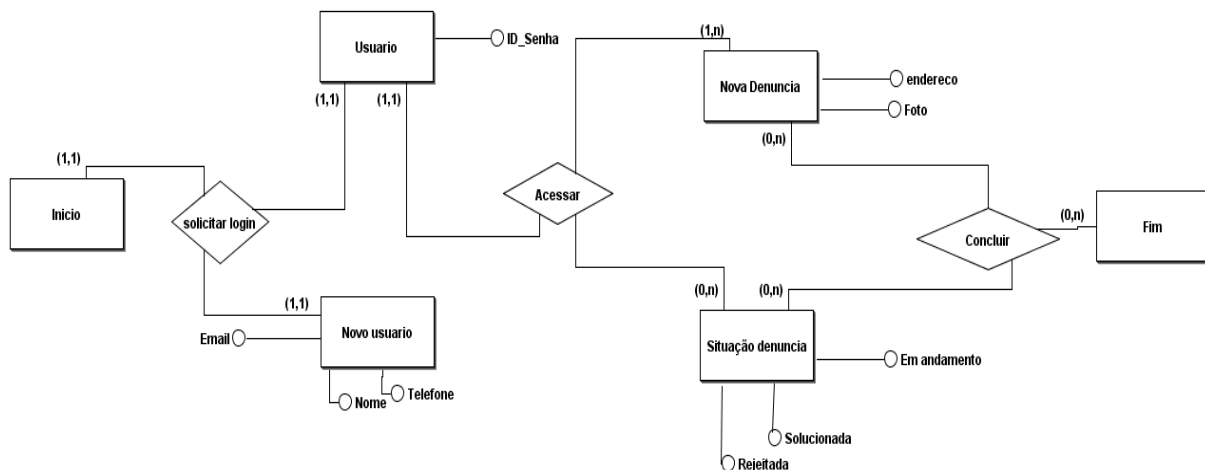 Usuario
ID_Senha
(1,1)
(1,1)
(1,n)
Nova Denuncia
endereco
Foto
(0,n)
(1,1)
Inicio
solicitar login
Acessar
Concluir
(0,n)
Fim
(1,1)
Novo usuario
Email
Nome
Telefone
(0,n)
(0,n)
Situação denuncia
Em andamento
Solucionada
Rejeitada